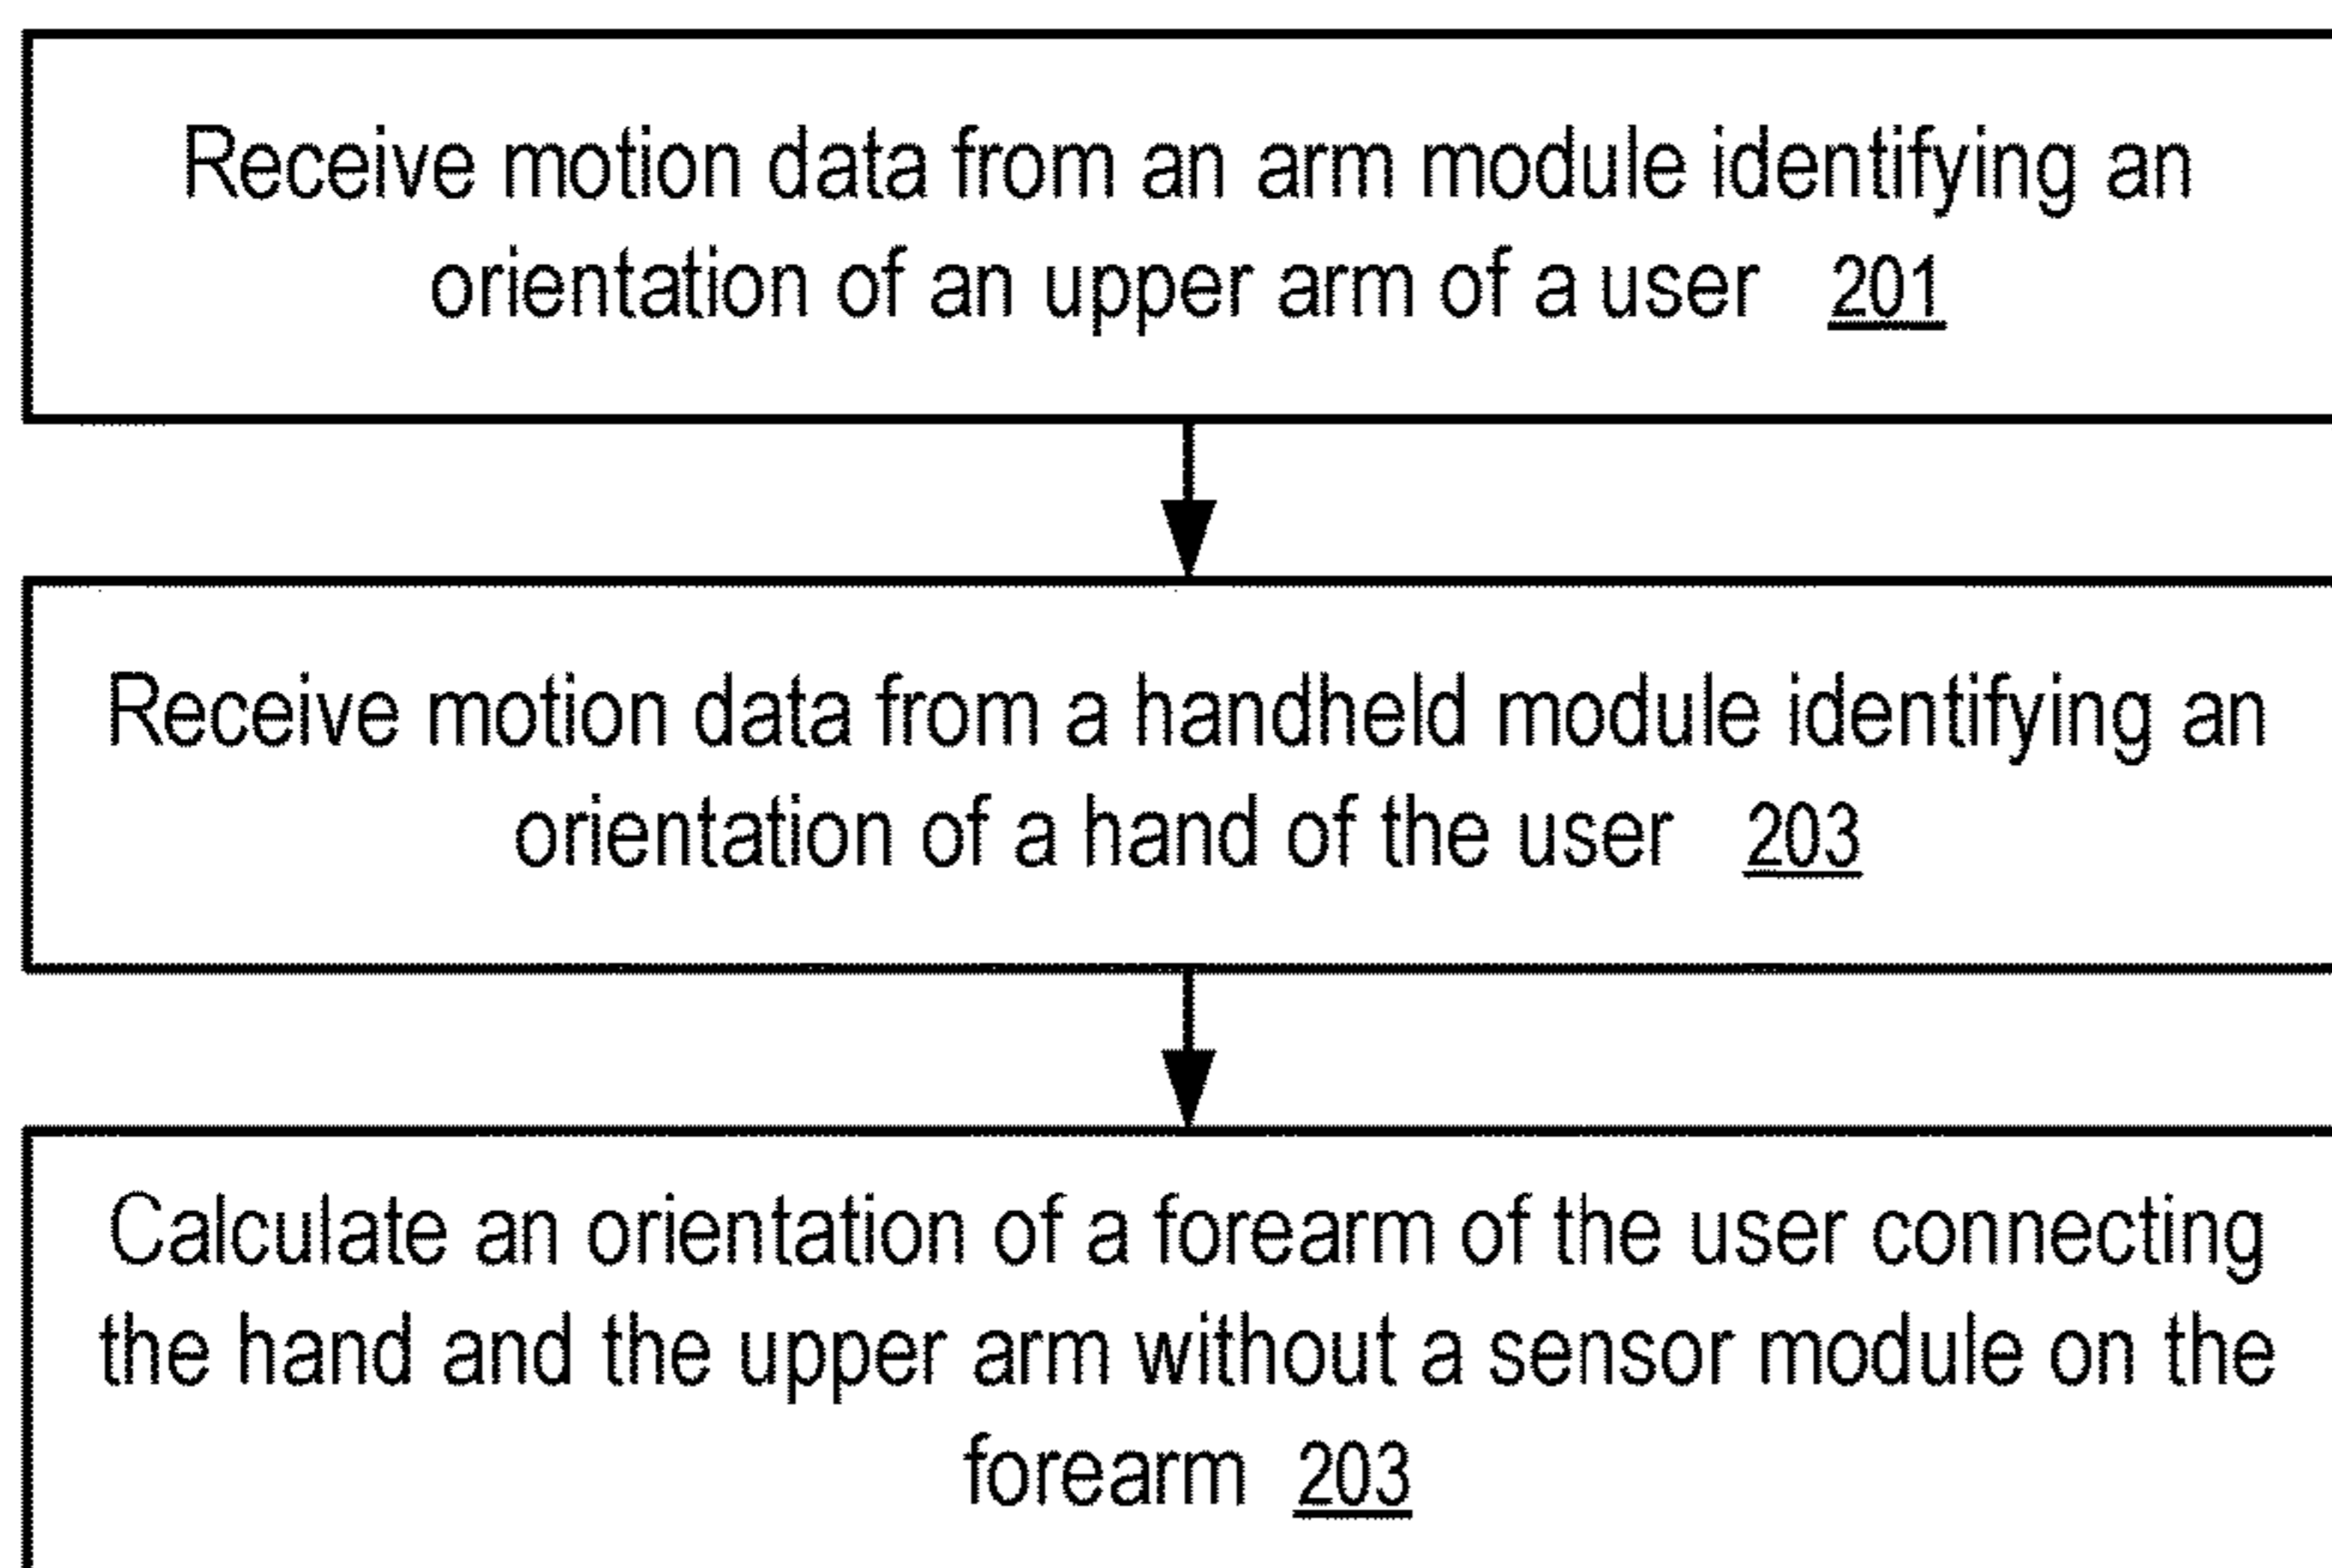 Receive motion data from an arm module identifying an
orientation of an upper arm of a user 201
Receive motion data from a handheld module identifying an
orientation of a hand of the user 203
Calculate an orientation of a forearm of the user connecting
the hand and the upper arm without a sensor module on the
forearm 203